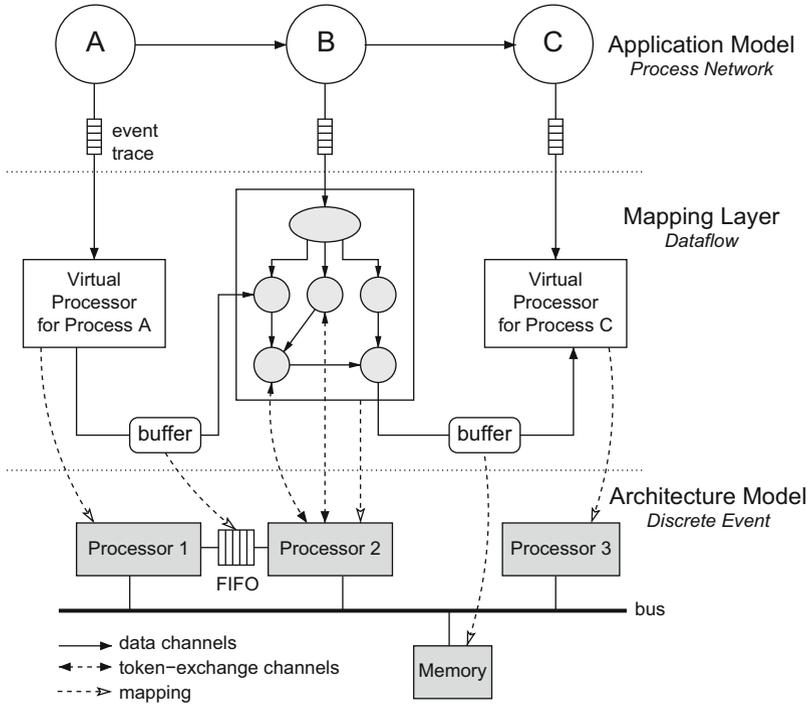 A
B
C
Application Model
Process Network
event
trace
Mapping Layer
Dataflow
Virtual
Processor
for Process A
Virtual
Processor
for Process C
buffer
buffer
Architecture Model
Discrete Event
Processor 1
FIFO
Processor 2
Processor 3
bus
data channels
token−exchange channels
mapping
Memory